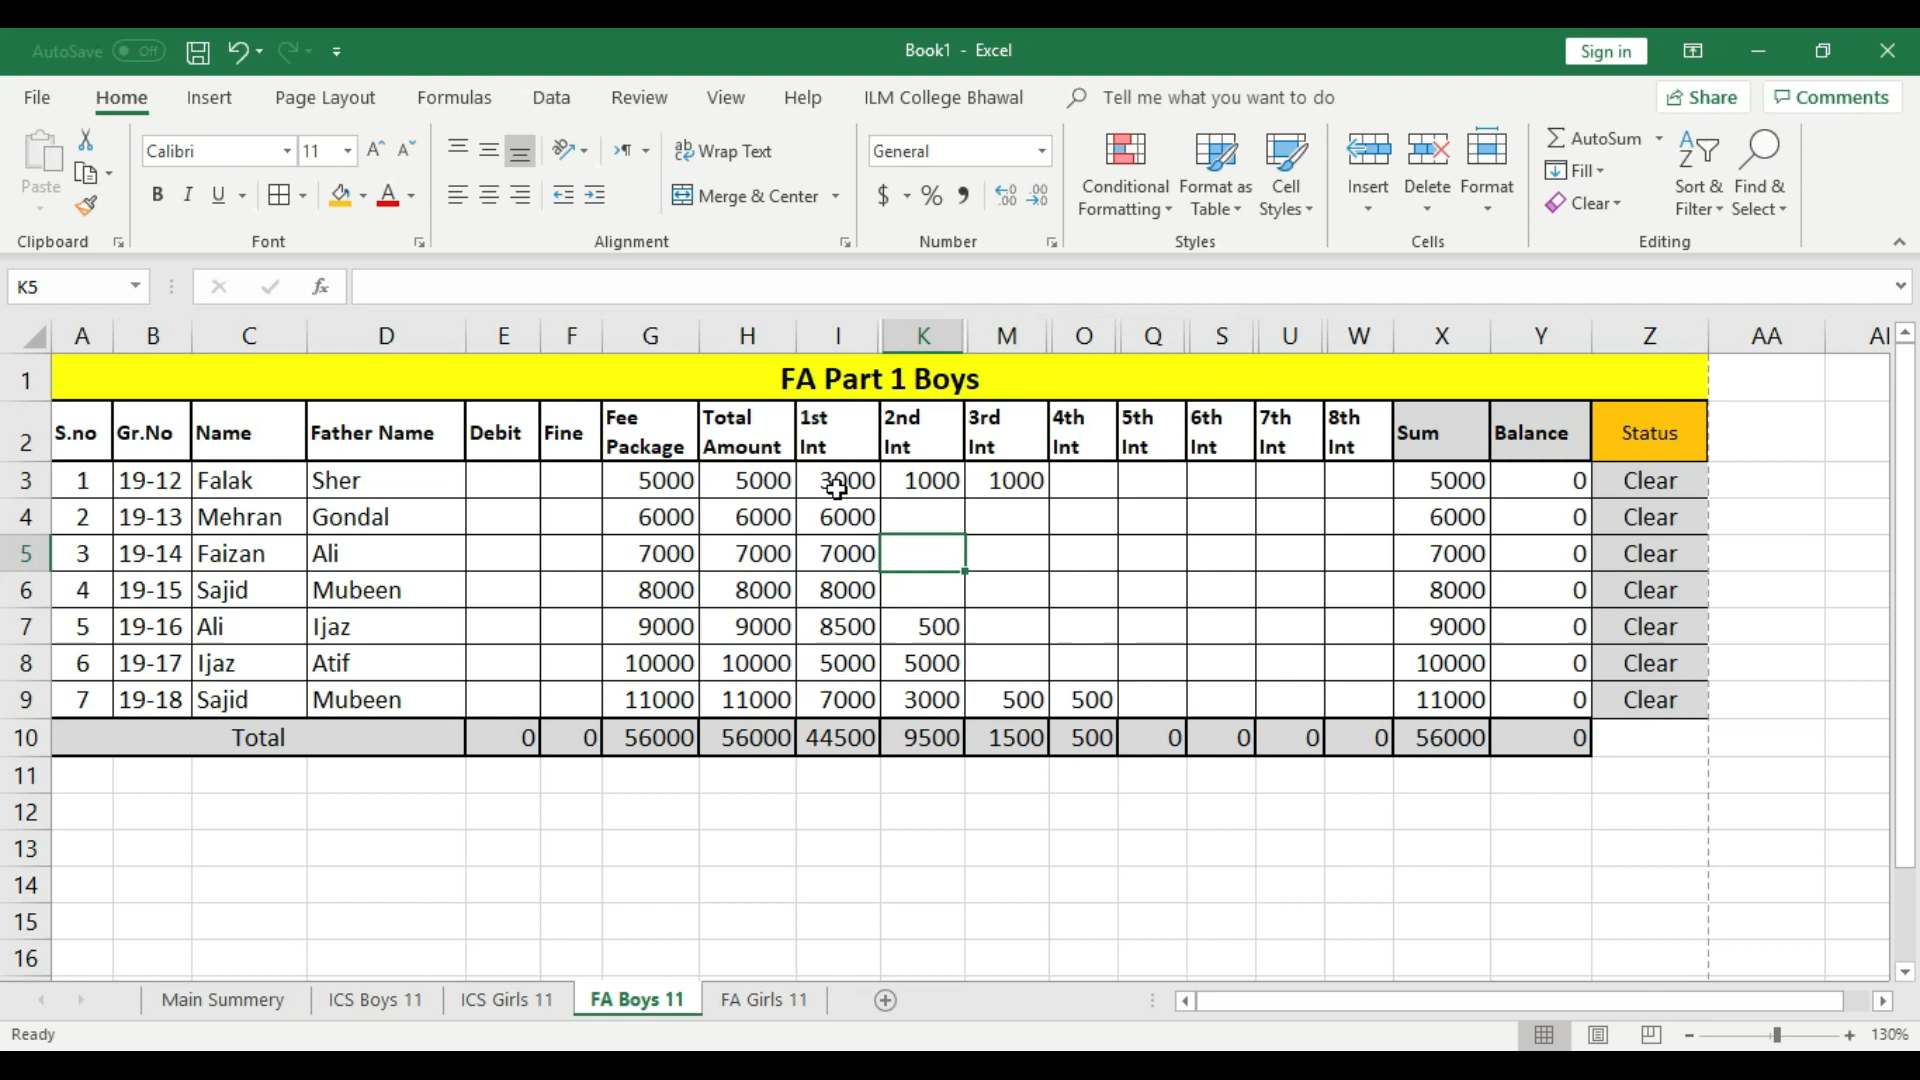 AutoSave Off
Book1 - Excel
Sign in
File Home Insert Page Layout Formulas Data Review View Help ILM College Bhawal Tell me what you want to do
Share Comments
Paste
Clipboard
Calibri 11
B I U
Font
Wrap Text
Merge & Center
Alignment
General
$ % ,
Number
Conditional Formatting
Format as Table
Cell Styles
Styles
Insert Delete Format
Cells
AutoSum
Fill
Clear
Sort & Filter
Find & Select
Editing
K5
fx
A B C D E F G H I K M O Q S U W X Y Z AA AI
1 FA Part 1 Boys
2 S.no Gr.No Name Father Name Debit Fine Fee Package Total Amount 1st Int 2nd Int 3rd Int 4th Int 5th Int 6th Int 7th Int 8th Int Sum Balance Status
3 1 19-12 Falak Sher 5000 5000 3000 1000 1000 5000 0 Clear
4 2 19-13 Mehran Gondal 6000 6000 6000 6000 0 Clear
5 3 19-14 Faizan Ali 7000 7000 7000 7000 0 Clear
6 4 19-15 Sajid Mubeen 8000 8000 8000 8000 0 Clear
7 5 19-16 Ali Ijaz 9000 9000 8500 500 9000 0 Clear
8 6 19-17 Ijaz Atif 10000 10000 5000 5000 10000 0 Clear
9 7 19-18 Sajid Mubeen 11000 11000 7000 3000 500 500 11000 0 Clear
10 Total 0 0 56000 56000 44500 9500 1500 500 0 0 0 0 56000 0
11
12
13
14
15
16
Main Summery ICS Boys 11 ICS Girls 11 FA Boys 11 FA Girls 11
Ready
130%